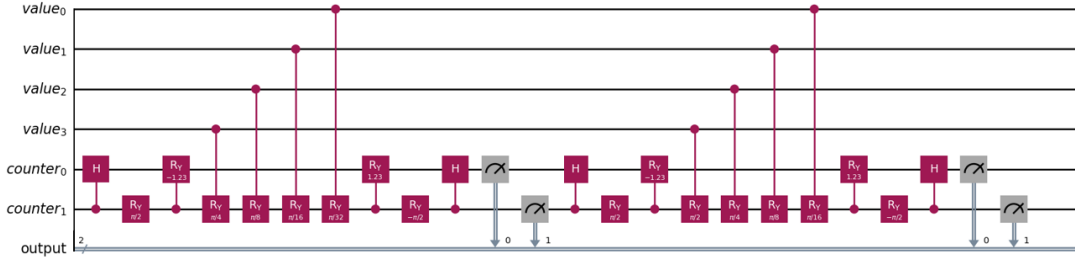 value0
value1
value2
value3
H RY -1.23 RY 1.23 H H RY -1.23 RY 1.23 H
counter0
RY π/2 RY π/4 RY π/8 RY π/16 RY π/32 RY -π/2 RY π/2 RY π/2 RY π/4 RY π/8 RY π/16 RY -π/2
counter1
output 2 0 1 0 1